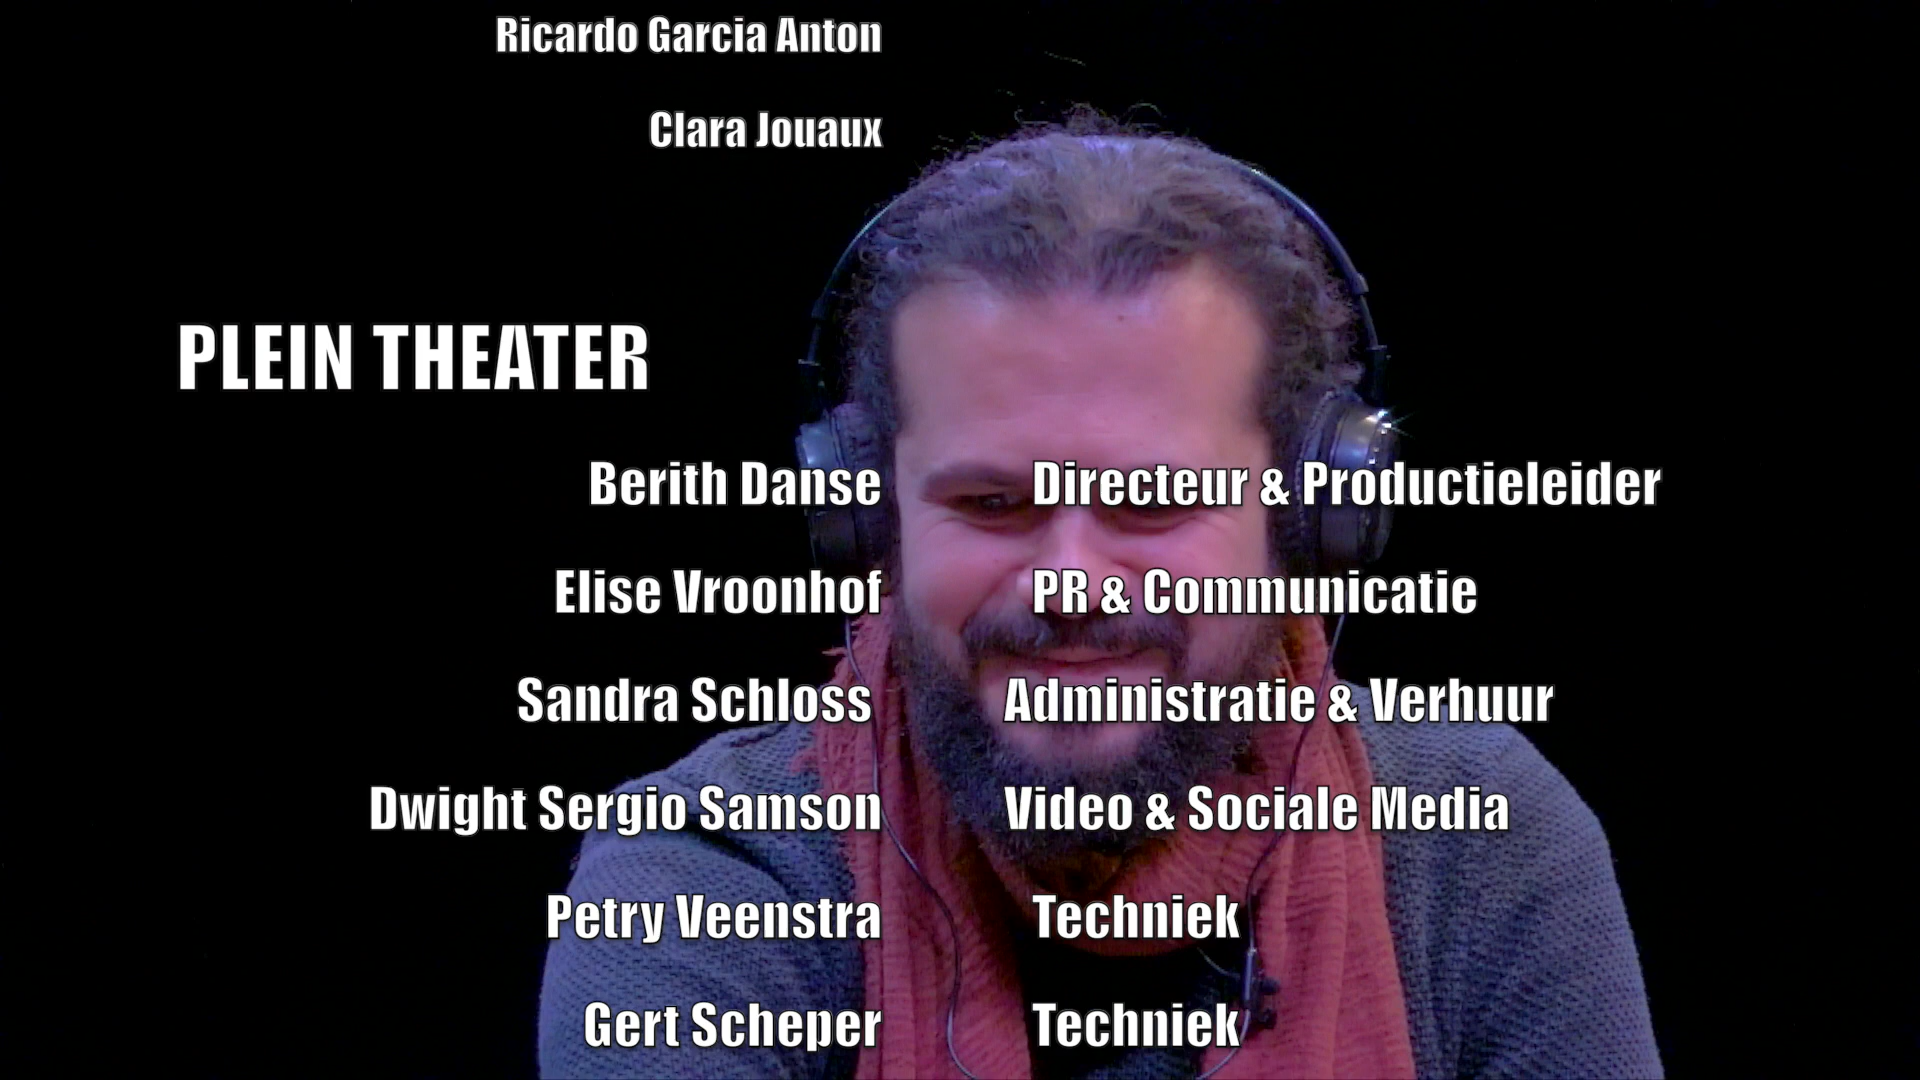 Ricardo Garcia Anton
Clara Jouaux
PLEIN THEATER
Berith Danse Directeur & Productieleider
Elise Vroonhof PR & Communicatie
Sandra Schloss Administratie & Verhuur
Dwight Sergio Samson Video & Sociale Media
Petry Veenstra Techniek
Gert Scheper Techniek